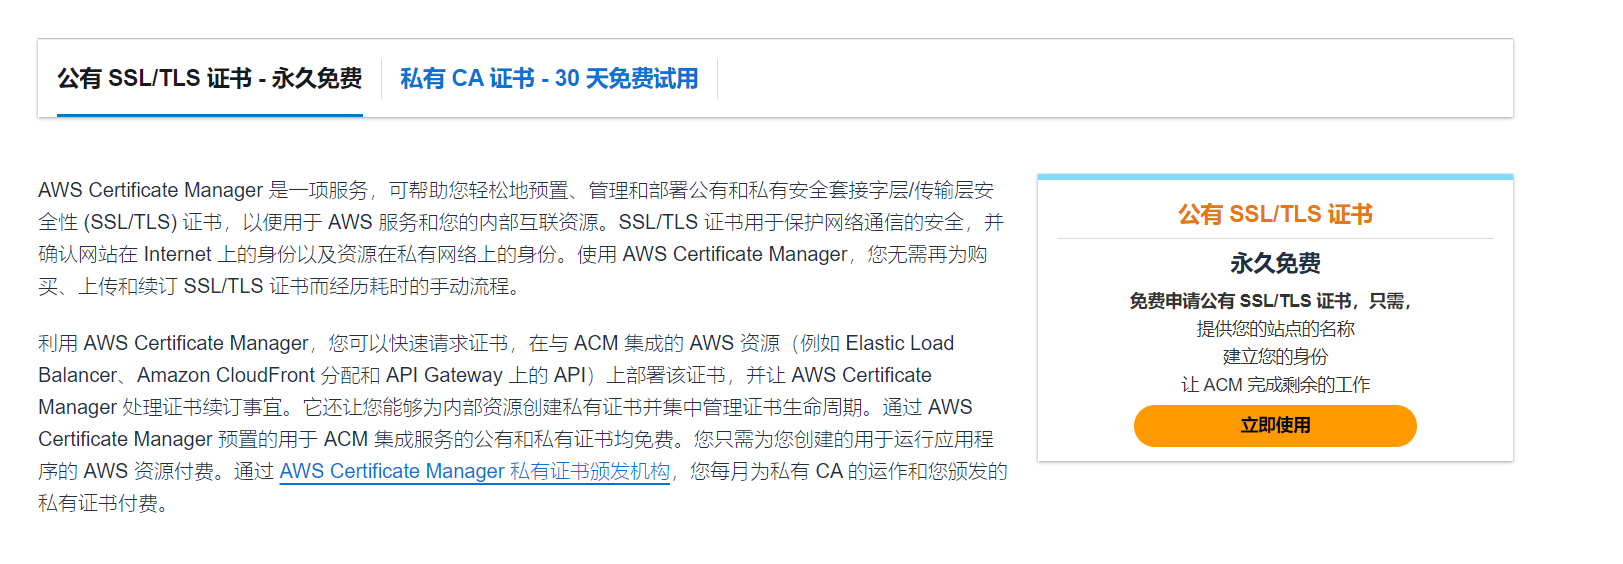 公有 SSL/TLS 证书 - 永久免费
私有 CA 证书 - 30 天免费试用
AWS Certificate Manager 是一项服务，可帮助您轻松地预置、管理和部署公有和私有安全套接字层/传输层安
全性 (SSL/TLS) 证书，以便用于 AWS 服务和您的内部互联资源。SSL/TLS 证书用于保护网络通信的安全，并
确认网站在 Internet 上的身份以及资源在私有网络上的身份。使用 AWS Certificate Manager，您无需再为购
买、上传和续订 SSL/TLS 证书而经历耗时的手动流程。
利用 AWS Certificate Manager，您可以快速请求证书，在与 ACM 集成的 AWS 资源（例如 Elastic Load
Balancer、Amazon CloudFront 分配和 API Gateway 上的 API）上部署该证书，并让 AWS Certificate
Manager 处理证书续订事宜。它还让您能够为内部资源创建私有证书并集中管理证书生命周期。通过 AWS
Certificate Manager 预置的用于 ACM 集成服务的公有和私有证书均免费。您只需为您创建的用于运行应用程
序的 AWS 资源付费。通过 AWS Certificate Manager 私有证书颁发机构，您每月为私有 CA 的运作和您颁发的
私有证书付费。
公有 SSL/TLS 证书
永久免费
免费申请公有 SSL/TLS 证书，只需，
提供您的站点的名称
建立您的身份
让 ACM 完成剩余的工作
立即使用